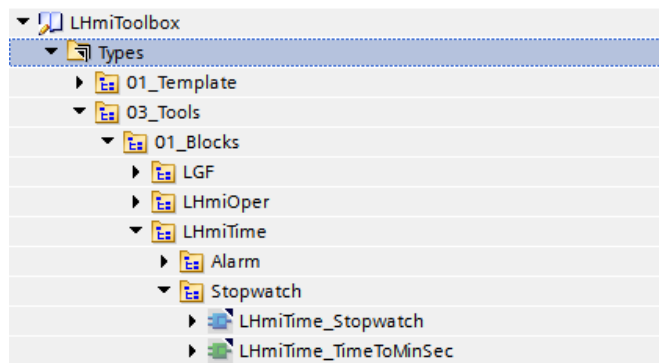 LHmiToolbox
Types
01_Template
03_Tools
01_Blocks
LGF
LHmiOper
LHmiTime
Alarm
Stopwatch
LHmiTime_Stopwatch
LHmiTime_TimeToMinSec